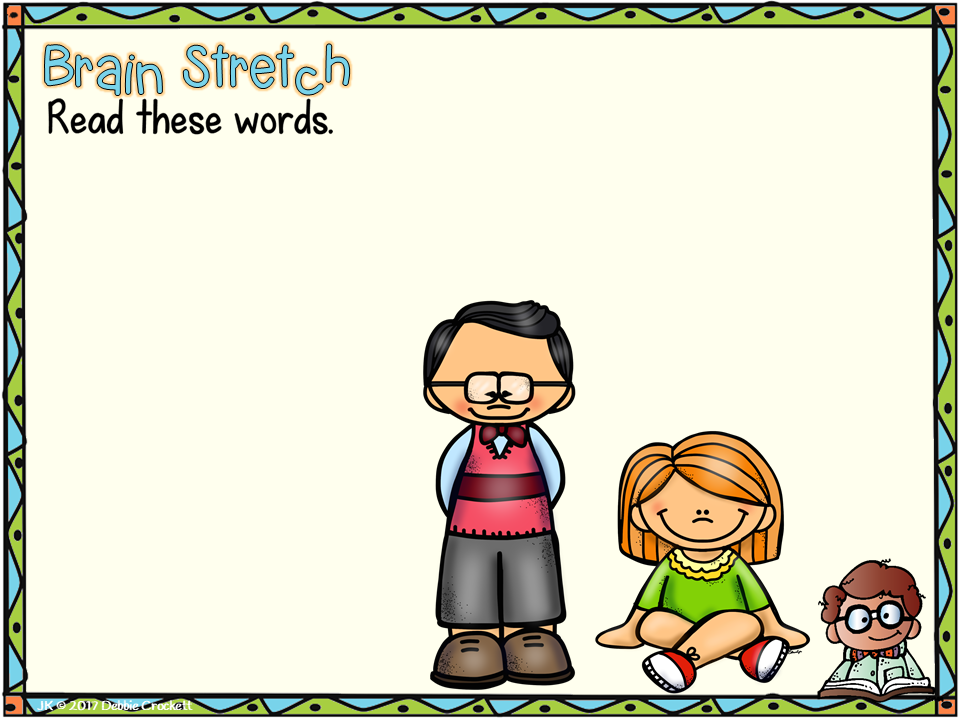 Brain Stretch
Read these words.
JK © 2017 Debbie Crockett